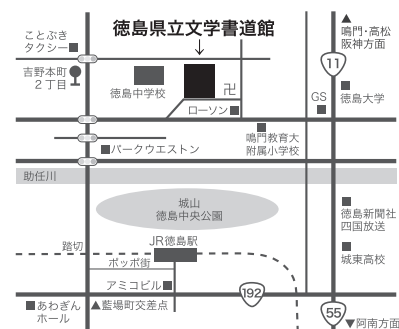 徳島県立文学書道館
ことぶき
タクシー
吉野本町
2丁目
徳島中学校
卍
ローソン
▲
鳴門・高松
阪神方面
11
GS
徳島大学
鳴門教育大
附属小学校
パークウエストン
助任川
城山
徳島中央公園
徳島新聞社
四国放送
城東高校
踏切
JR徳島駅
ポッポ街
アミコビル
192
あわぎん
ホール
▲藍場町交差点
55
▼阿南方面